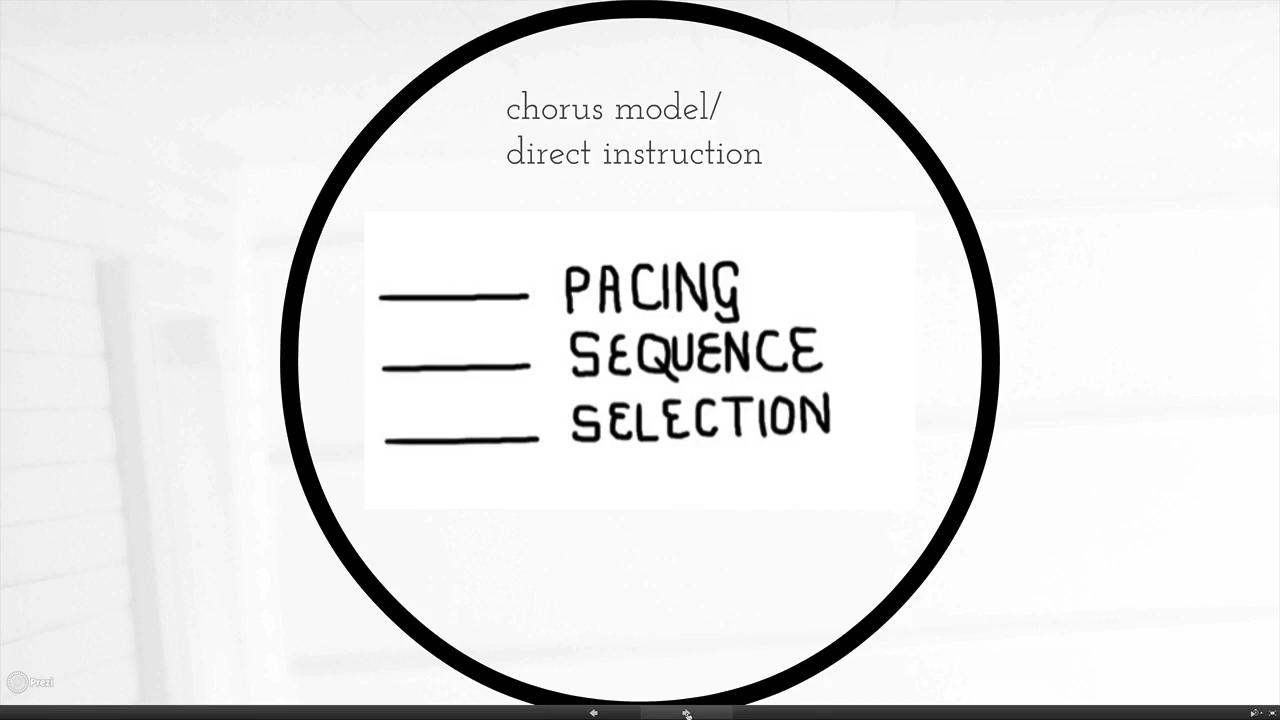 chorus model/
direct instruction
PACING
SEQUENCE
SELECTION
Prezi